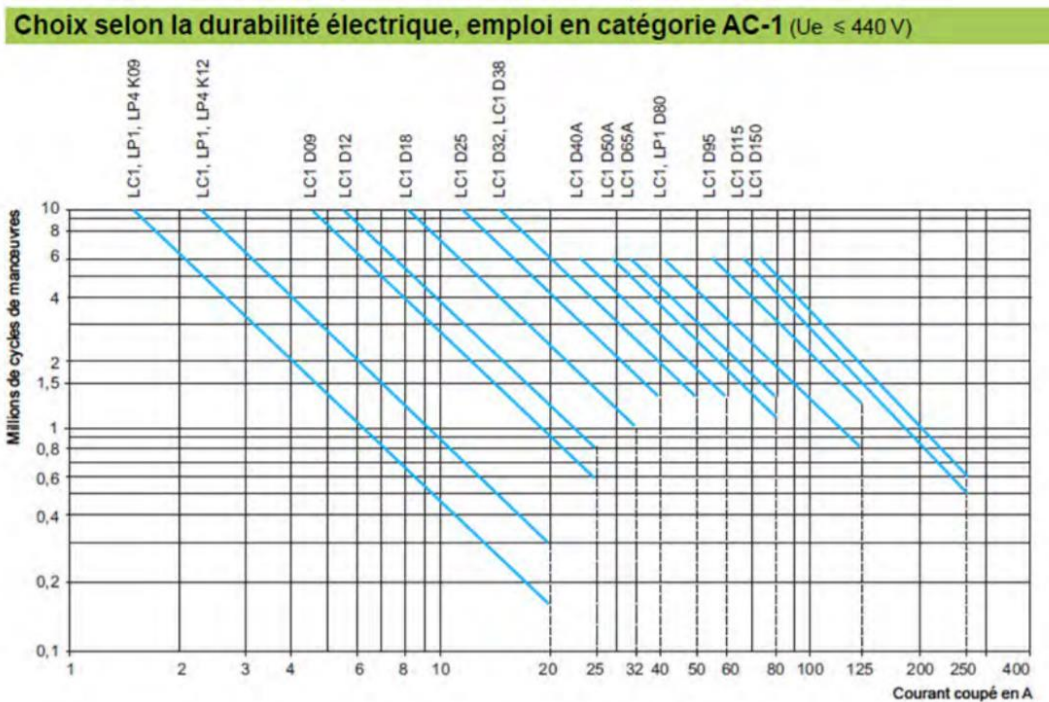 Choix selon la durabilité électrique, emploi en catégorie AC-1 (Ue ≤ 440 V)
LC1, LP1, LP4 K09
LC1, LP1, LP4 K12
LC1 D09
LC1 D12
LC1 D18
LC1 D25
LC1 D32, LC1 D38
LC1 D40A
LC1 D50A
LC1 D65A
LC1, LP1 D80
LC1 D95
LC1 D115
LC1 D150
Millions de cycles de manœuvres
10
8
6
4
2
1,5
1
0,8
0,6
0,4
0,2
0,1
1 2 3 4 6 8 10 20 25 32 40 50 60 80 100 125 200 250 400
Courant coupé en A